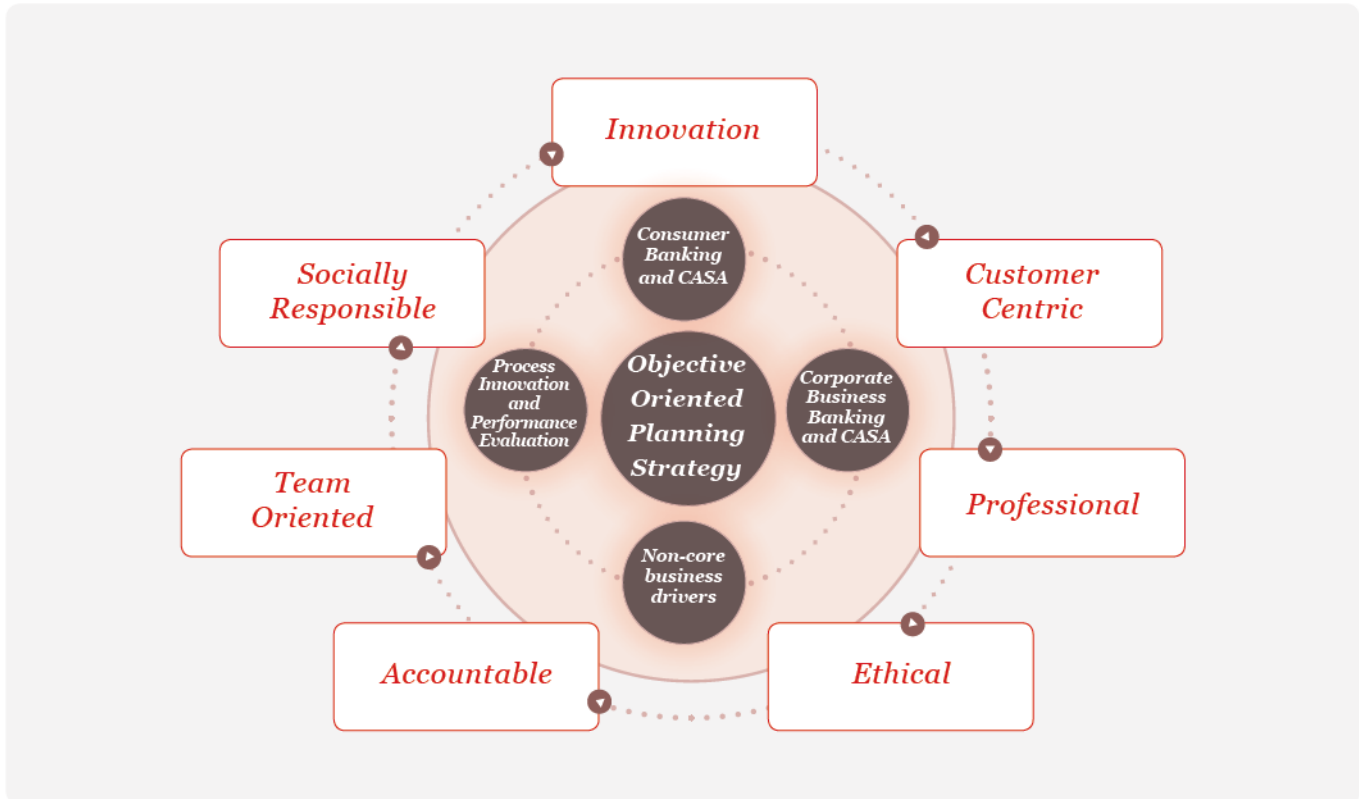 Innovation
Customer
Centric
Professional
Ethical
Accountable
Team
Oriented
Socially
Responsible
Consumer
Banking
and CASA
Corporate
Business
Banking
and CASA
Non-core
business
drivers
Process
Innovation
and
Performance
Evaluation
Objective
Oriented
Planning
Strategy